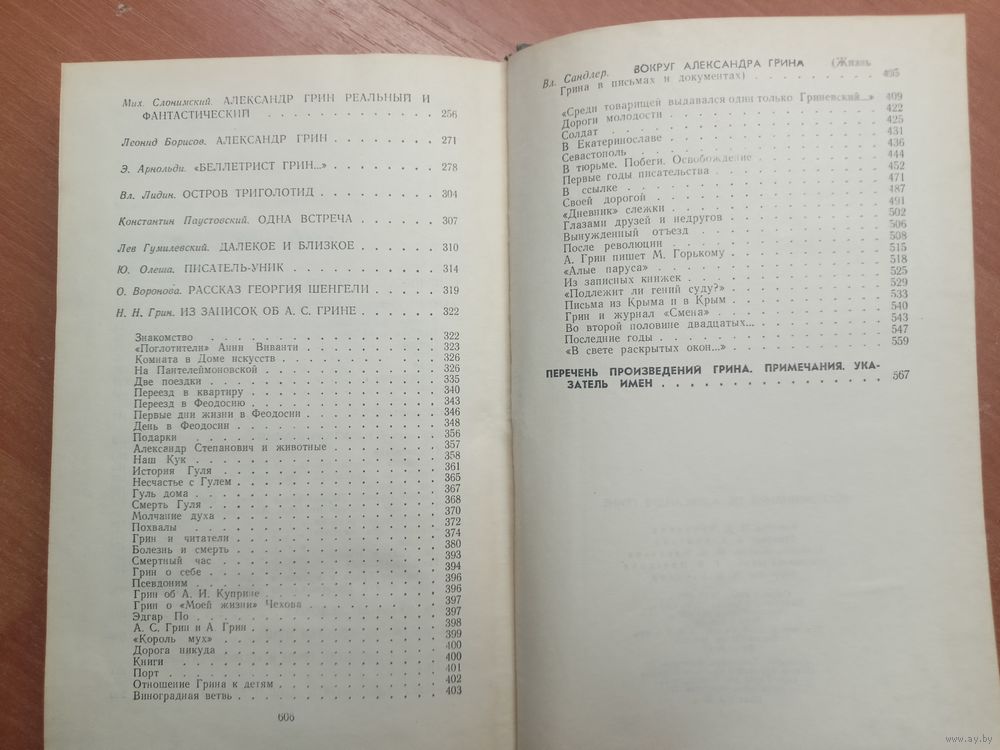 Мих. Слонимский. АЛЕКСАНДР ГРИН РЕАЛЬНЫЙ И
ФАНТАСТИЧЕСКИЙ . . . . . . . . . . 256
Леонид Борисов. АЛЕКСАНДР ГРИН . . . . . . . 271
Э. Арнольди. «БЕЛЛЕТРИСТ ГРИН...» . . . . . . . 278
Вл. Лидин. ОСТРОВ ТРИГОЛОТИД . . . . . . . . 304
Константин Паустовский. ОДНА ВСТРЕЧА . . . . . . 307
Лев Гумилевский. ДАЛЕКОЕ И БЛИЗКОЕ . . . . . . 310
Ю. Олеша. ПИСАТЕЛЬ-УНИК . . . . . . . . . . 314
О. Воронова. РАССКАЗ ГЕОРГИЯ ШЕНГЕЛИ . . . . . 319
Н. Н. Грин. ИЗ ЗАПИСОК ОБ А. С. ГРИНЕ . . . . . . 322
Знакомство . . . . . . . . . . . . . . . 322
«Поглотители» Анни Виванти . . . . . . . . . 323
Комната в Доме искусств . . . . . . . . . . 326
На Пантелеймоновской . . . . . . . . . . . 326
Две поездки . . . . . . . . . . . . . . . 335
Переезд в квартиру . . . . . . . . . . . . 340
Переезд в Феодосию . . . . . . . . . . . . 343
Первые дни жизни в Феодосии . . . . . . . . 346
День в Феодосии . . . . . . . . . . . . . 348
Подарки . . . . . . . . . . . . . . . . 356
Александр Степанович и животные . . . . . . . 357
Наш Кук . . . . . . . . . . . . . . . . 358
История Гуля . . . . . . . . . . . . . . 361
Несчастье с Гулем . . . . . . . . . . . . 365
Гуль дома . . . . . . . . . . . . . . . 367
Смерть Гуля . . . . . . . . . . . . . . 368
Молчание духа . . . . . . . . . . . . . . 370
Похвалы . . . . . . . . . . . . . . . . 372
Грин и читатели . . . . . . . . . . . . . 374
Болезнь и смерть . . . . . . . . . . . . . 380
Смертный час . . . . . . . . . . . . . . 393
Грин о себе . . . . . . . . . . . . . . . 394
Псевдоним . . . . . . . . . . . . . . . 396
Грин об А. И. Куприне . . . . . . . . . . . 396
Грин о «Моей жизни» Чехова . . . . . . . . . 397
Эдгар По . . . . . . . . . . . . . . . . 397
А. С. Грин и А. Грин . . . . . . . . . . . . 398
«Король мух» . . . . . . . . . . . . . . 399
Дорога никуда . . . . . . . . . . . . . . 400
Книги . . . . . . . . . . . . . . . . . 400
Порт . . . . . . . . . . . . . . . . . 401
Отношение Грина к детям . . . . . . . . . . 402
Виноградная ветвь . . . . . . . . . . . . . 403
606
Вл. Сандлер. ВОКРУГ АЛЕКСАНДРА ГРИНА (Жизнь
Грина в письмах и документах) . . . . . . . . 405
«Среди товарищей выдавался один только Гриневский...» 409
Дороги молодости . . . . . . . . . . . . . 422
Солдат . . . . . . . . . . . . . . . . . 425
В Екатеринославе . . . . . . . . . . . . . 431
Севастополь . . . . . . . . . . . . . . . 436
В тюрьме. Побеги. Освобождение . . . . . . . 444
Первые годы писательства . . . . . . . . . . 452
В ссылке . . . . . . . . . . . . . . . . 471
Своей дорогой . . . . . . . . . . . . . . 487
«Дневник» слежки . . . . . . . . . . . . . 491
Глазами друзей и недругов . . . . . . . . . . 502
Вынужденный отъезд . . . . . . . . . . . . 506
После революции . . . . . . . . . . . . . 508
А. Грин пишет М. Горькому . . . . . . . . . 515
«Алые паруса» . . . . . . . . . . . . . . 518
Из записных книжек . . . . . . . . . . . . 525
«Подлежит ли гений суду?» . . . . . . . . . 529
Письма из Крыма и в Крым . . . . . . . . . 533
Грин и журнал «Смена» . . . . . . . . . . . 540
Во второй половине двадцатых... . . . . . . . 543
Последние годы . . . . . . . . . . . . . . 547
«В свете раскрытых окон...» . . . . . . . . . 559
ПЕРЕЧЕНЬ ПРОИЗВЕДЕНИЙ ГРИНА. ПРИМЕЧАНИЯ. УКА-
ЗАТЕЛЬ ИМЕН . . . . . . . . . . . . . . . 567
www.ay.by